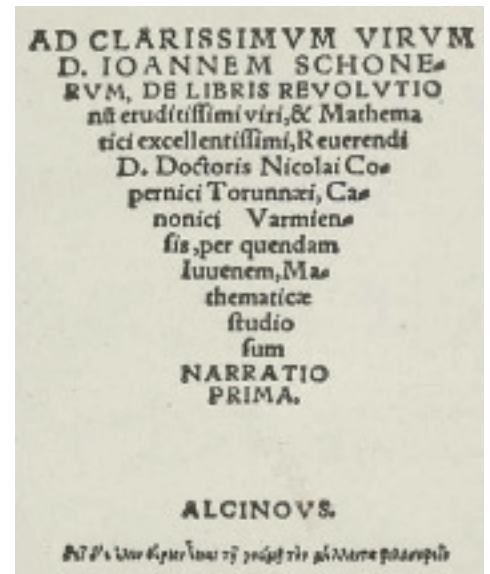 AD CLARISSIMVM VIRVM
D. IOANNEM SCHONE-
RVM, DE LIBRIS REVOLVTIO
nũ eruditiſſimi viri, & Mathema
tici excellentiſſimi, Reuerendi
D. Doctoris Nicolai Co-
pernici Torunnæi, Ca-
nonici Varmien-
ſis, per quendam
Iuuenem, Ma-
thematicæ
ſtudio
ſum
NARRATIO
PRIMA.
ALCINOVS.